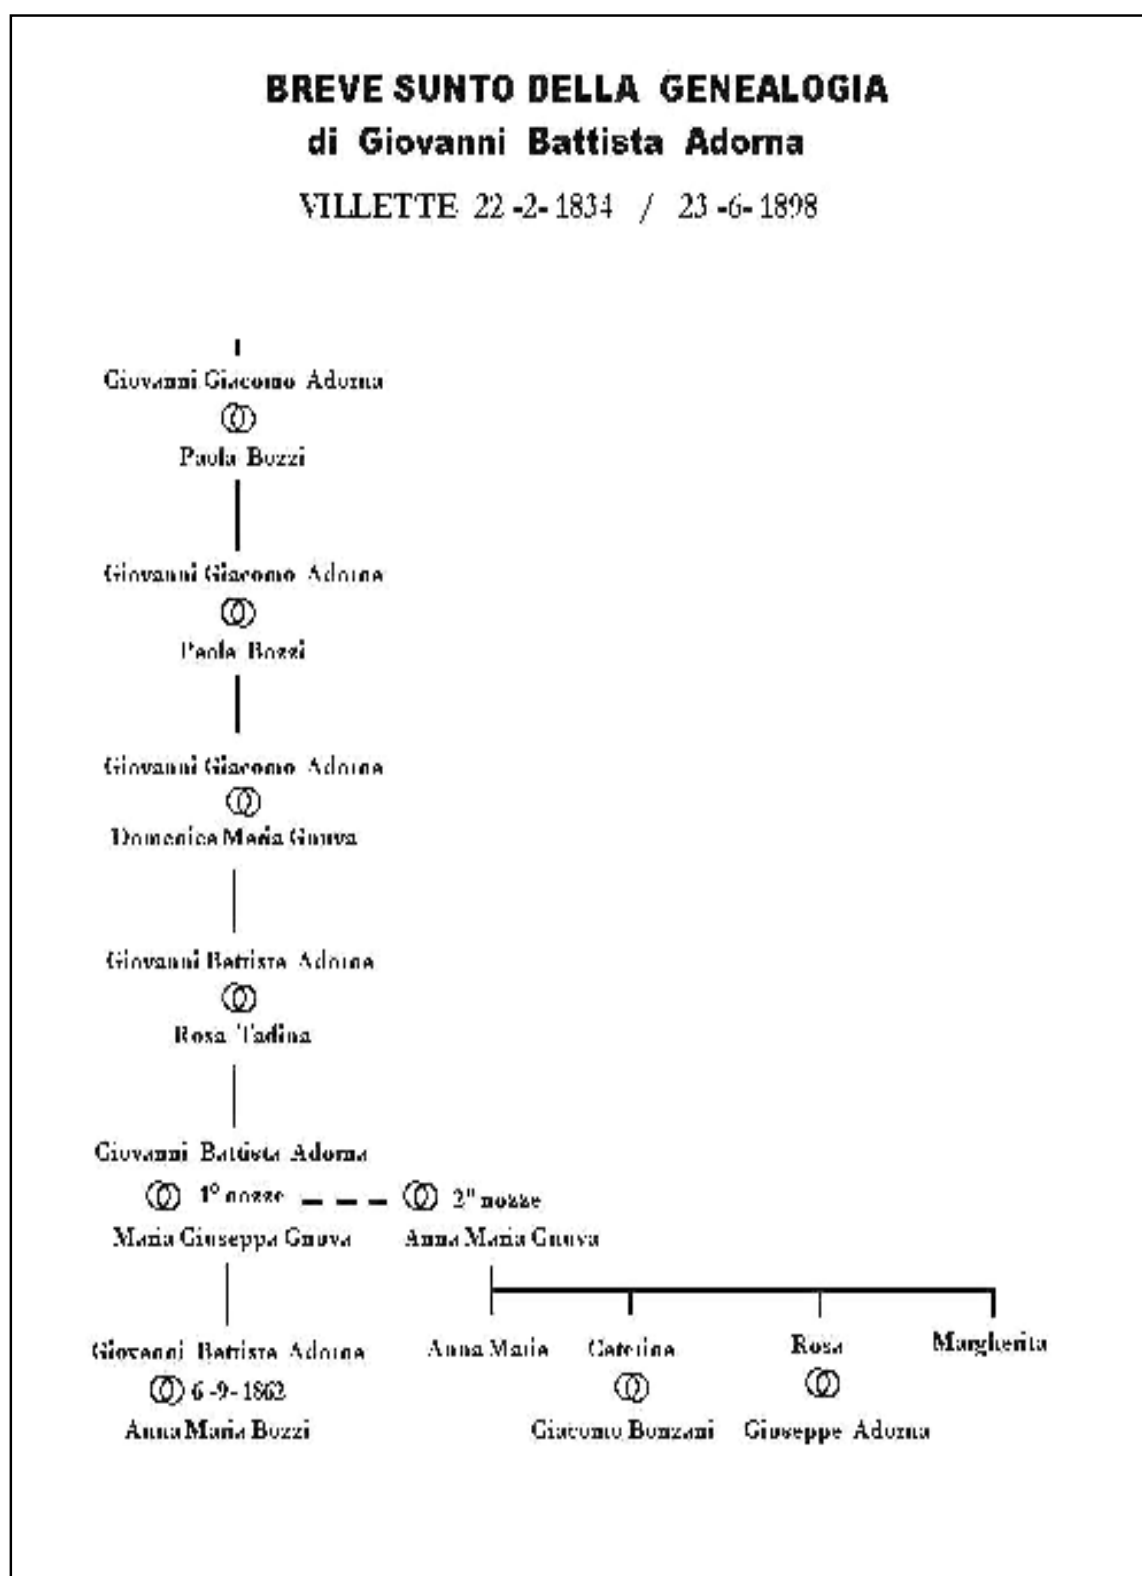 BREVE SUNTO DELLA GENEALOGIA
di Giovanni Battista Adorna
VILLETTE 22 -2- 1834 / 23 -6- 1898
Giovanni Giacomo Adorna
Paola Bozzi
Giovanni Giacomo Adorna
Paola Bozzi
Giovanni Giacomo Adorna
Domenica Maria Gnuva
Giovanni Battista Adorna
Rosa Tadina
Giovanni Battista Adorna
1° nozze 2° nozze
Maria Giuseppa Gnuva Anna Maria Gnuva
Giovanni Battista Adorna Anna Maria Caterina Rosa Margherita
6 -9- 1862
Anna Maria Bozzi Giacomo Bonzani Giuseppe Adorna